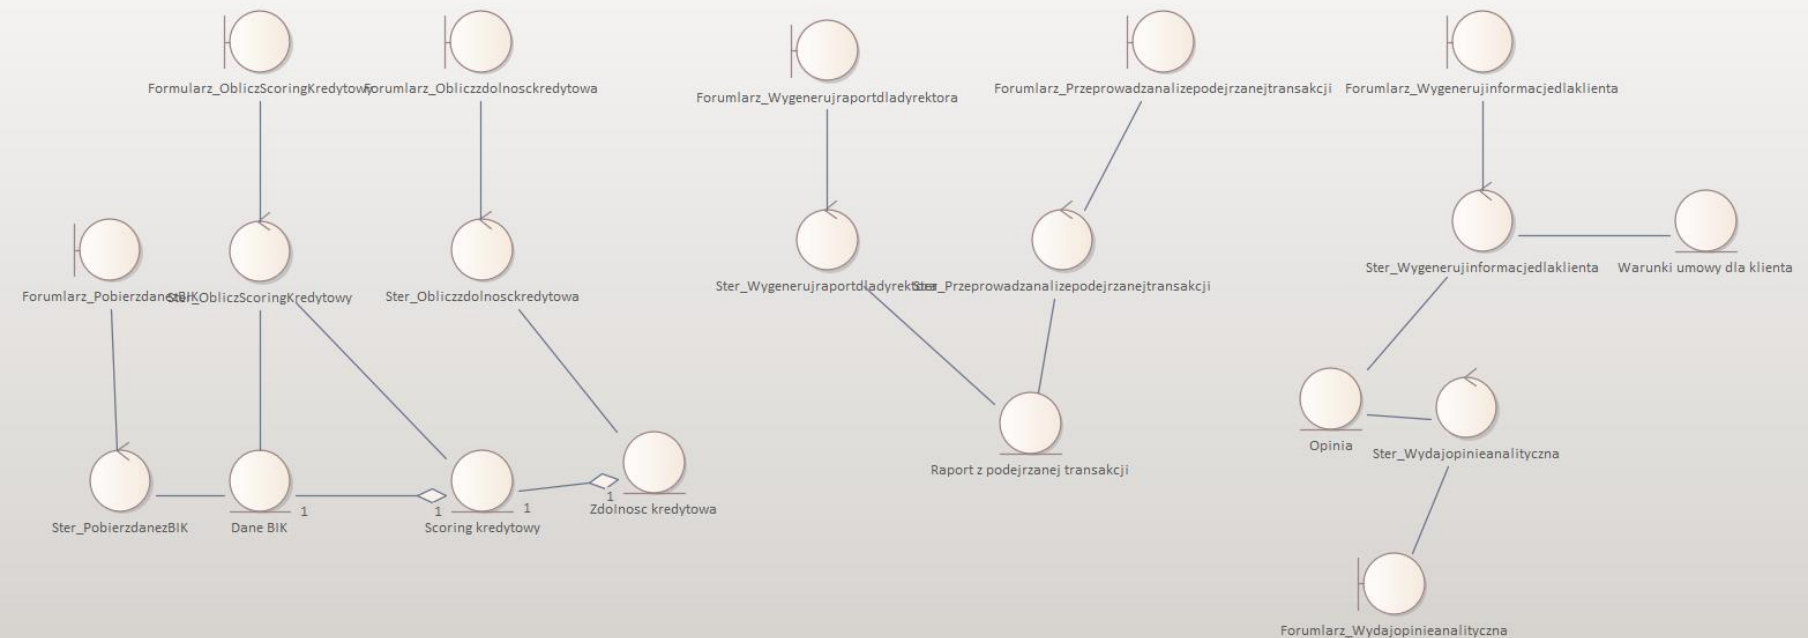 Formularz_ObliczScoringKredytowy
Forumlarz_Obliczzdolnosckredytowa
Forumlarz_Wygenerujraportdladyrektora
Forumlarz_Przeprowadzanalizepodejrzanejtransakcji
Forumlarz_Wygenerujinformacjedlaklienta
Forumlarz_PobierzdanezBIK
Ster_ObliczScoringKredytowy
Ster_Obliczzdolnosckredytowa
Ster_Wygenerujraportdladyrektora
Ster_Przeprowadzanalizepodejrzanejtransakcji
Ster_Wygenerujinformacjedlaklienta
Warunki umowy dla klienta
Opinia
Ster_Wydajopinieanalityczna
Raport z podejrzanej transakcji
1
1
1
1
Zdolnosc kredytowa
Ster_PobierzdanezBIK
Dane BIK
Scoring kredytowy
Forumlarz_Wydajopinieanalityczna